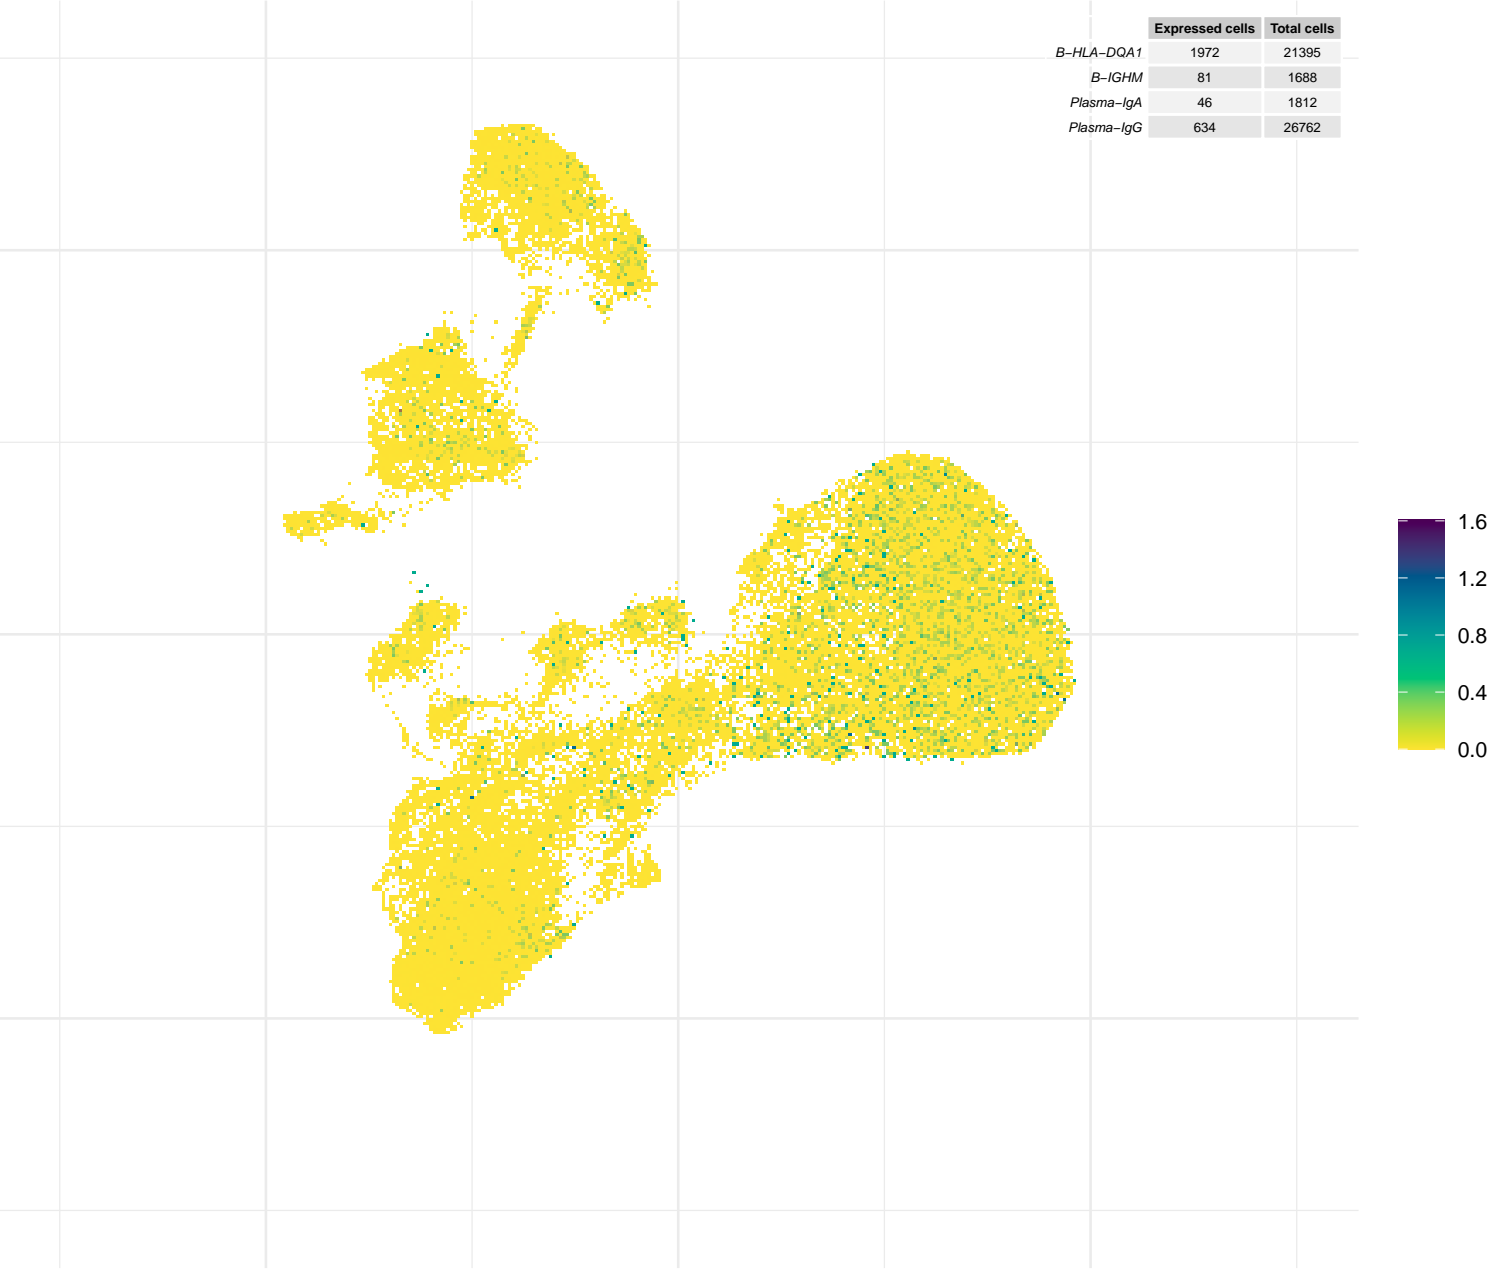 Expressed cells Total cells
B−HLA−DQA1 1972 21395
B−IGHM 81 1688
Plasma−IgA 46 1812
Plasma−IgG 634 26762
1.6
1.2
0.8
0.4
0.0